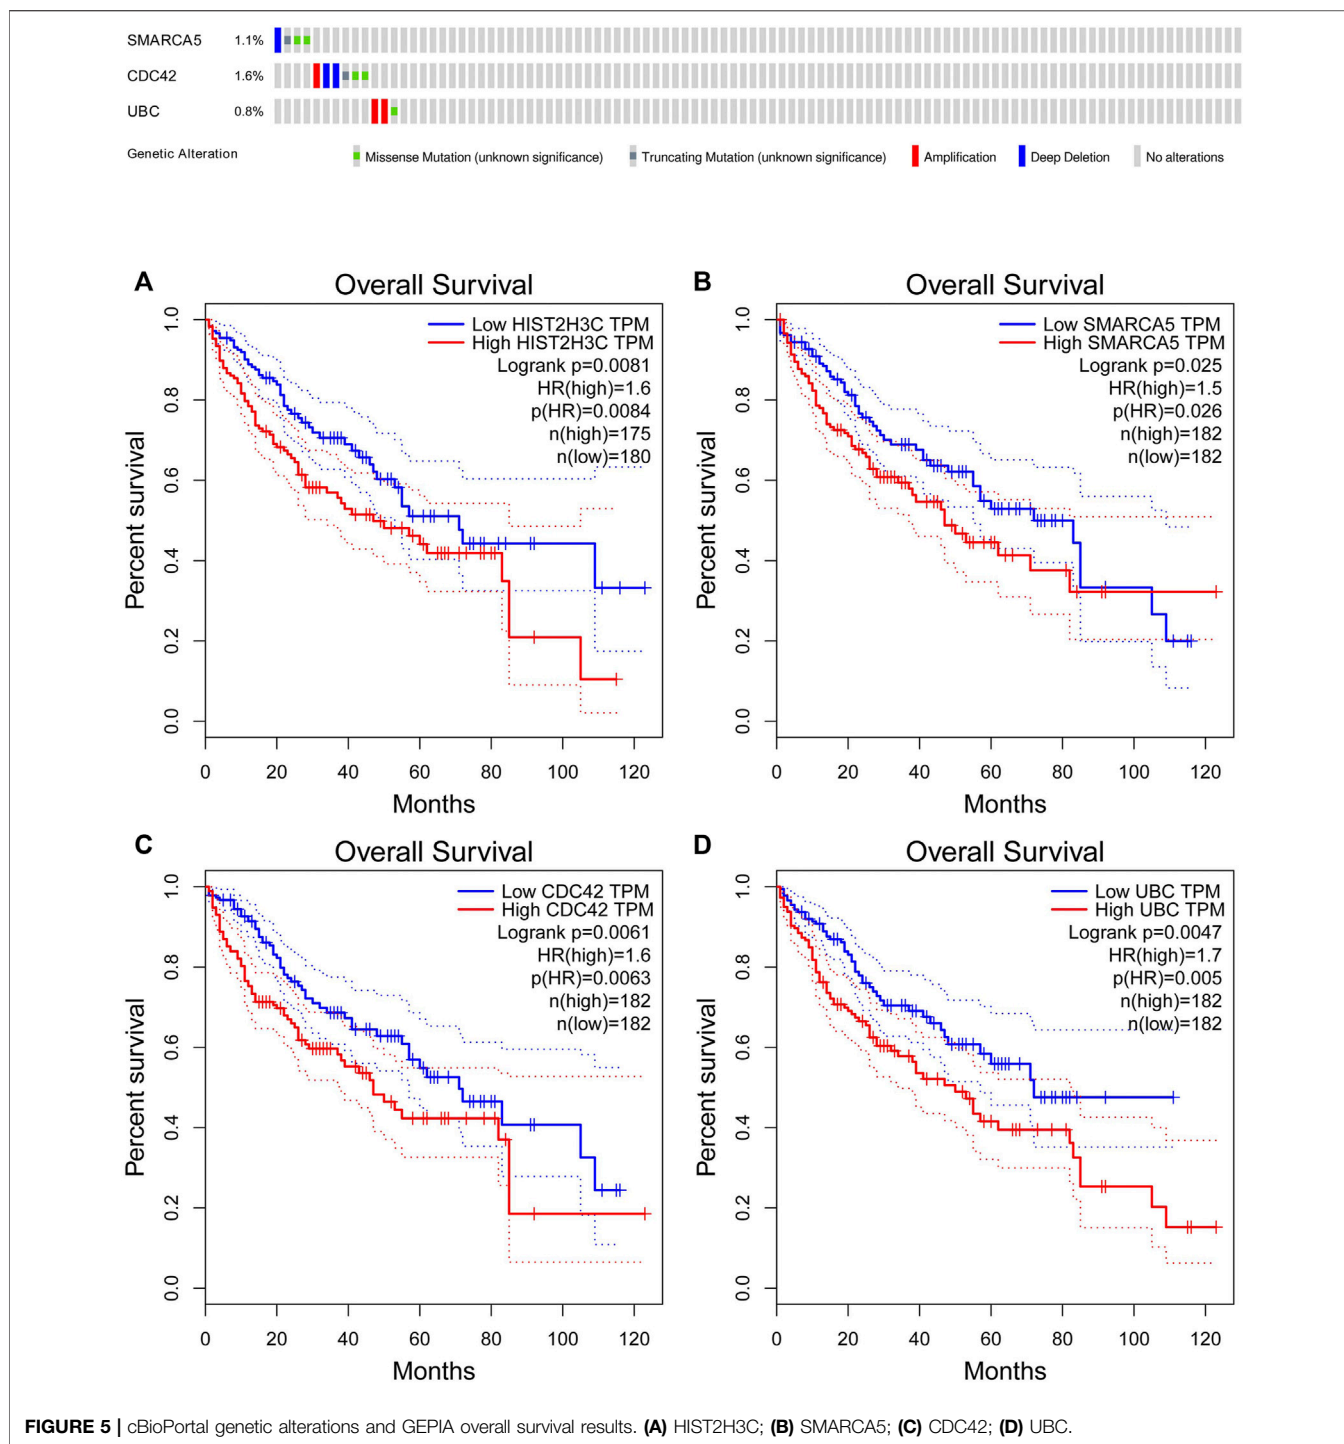 SMARCA5 1.1%
CDC42 1.6%
UBC 0.8%
Genetic Alteration Missense Mutation (unknown significance) Truncating Mutation (unknown significance) Amplification Deep Deletion No alterations
A
Overall Survival
Low HIST2H3C TPM
High HIST2H3C TPM
Logrank p=0.0081
HR(high)=1.6
p(HR)=0.0084
n(high)=175
n(low)=180
Percent survival
1.0
0.8
0.6
0.4
0.2
0.0
0 20 40 60 80 100 120
Months
B
Overall Survival
Low SMARCA5 TPM
High SMARCA5 TPM
Logrank p=0.025
HR(high)=1.5
p(HR)=0.026
n(high)=182
n(low)=182
Percent survival
1.0
0.8
0.6
0.4
0.2
0.0
0 20 40 60 80 100 120
Months
C
Overall Survival
Low CDC42 TPM
High CDC42 TPM
Logrank p=0.0061
HR(high)=1.6
p(HR)=0.0063
n(high)=182
n(low)=182
Percent survival
1.0
0.8
0.6
0.4
0.2
0.0
0 20 40 60 80 100 120
Months
D
Overall Survival
Low UBC TPM
High UBC TPM
Logrank p=0.0047
HR(high)=1.7
p(HR)=0.005
n(high)=182
n(low)=182
Percent survival
1.0
0.8
0.6
0.4
0.2
0.0
0 20 40 60 80 100 120
Months
FIGURE 5 | cBioPortal genetic alterations and GEPIA overall survival results. (A) HIST2H3C; (B) SMARCA5; (C) CDC42; (D) UBC.